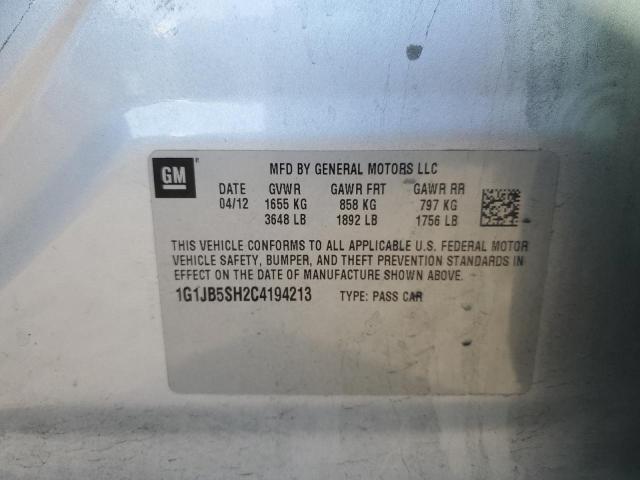 GM ®
MFD BY GENERAL MOTORS LLC
DATE GVWR GAWR FRT GAWR RR
04/12 1655 KG 858 KG 797 KG
3648 LB 1892 LB 1756 LB
THIS VEHICLE CONFORMS TO ALL APPLICABLE U.S. FEDERAL MOTOR
VEHICLE SAFETY, BUMPER, AND THEFT PREVENTION STANDARDS IN
EFFECT ON THE DATE OF MANUFACTURE SHOWN ABOVE.
1G1JB5SH2C4194213 TYPE: PASS CAR